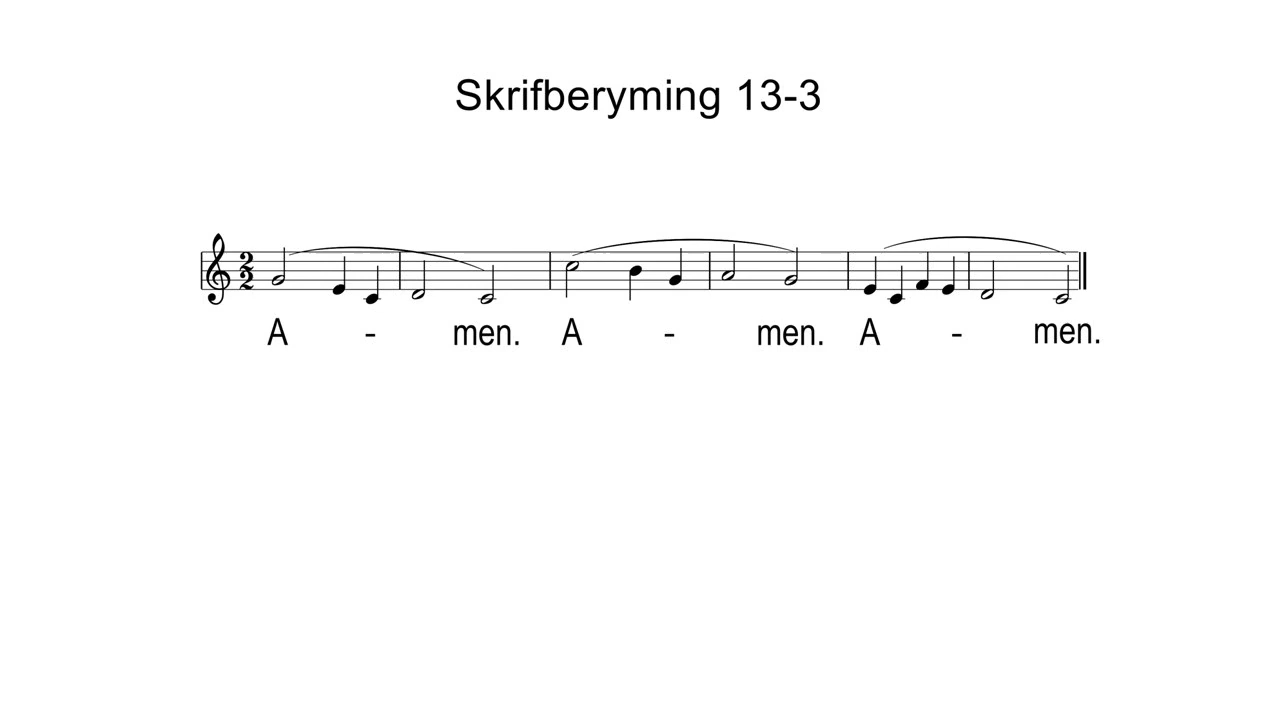 Skrifberyming 13-3
A - men. A - men. A - men.